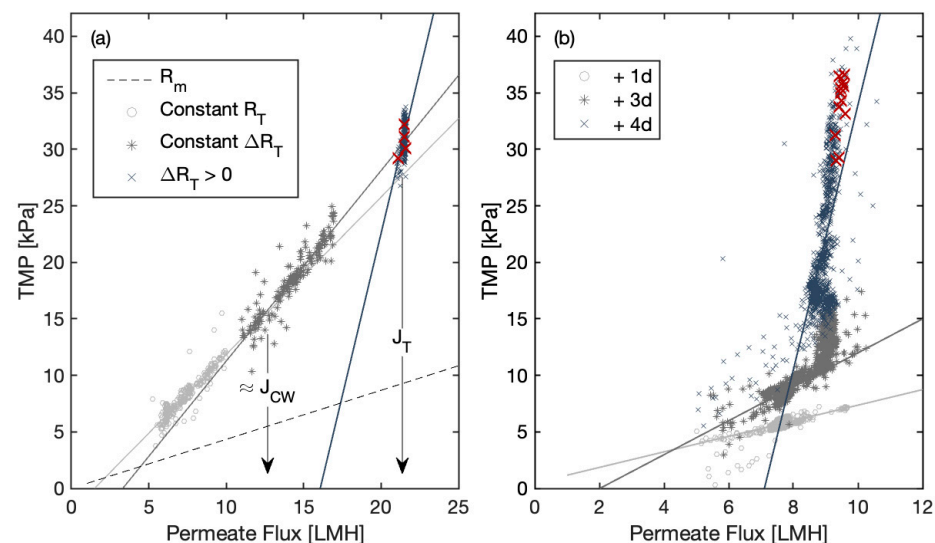 (a)
R_m
Constant R_T
Constant ΔR_T
ΔR_T > 0
≈ J_CW
J_T
TMP [kPa]
40
35
30
25
20
15
10
5
0
0 5 10 15 20 25
Permeate Flux [LMH]
(b)
+ 1d
+ 3d
+ 4d
TMP [kPa]
40
35
30
25
20
15
10
5
0
0 2 4 6 8 10 12
Permeate Flux [LMH]